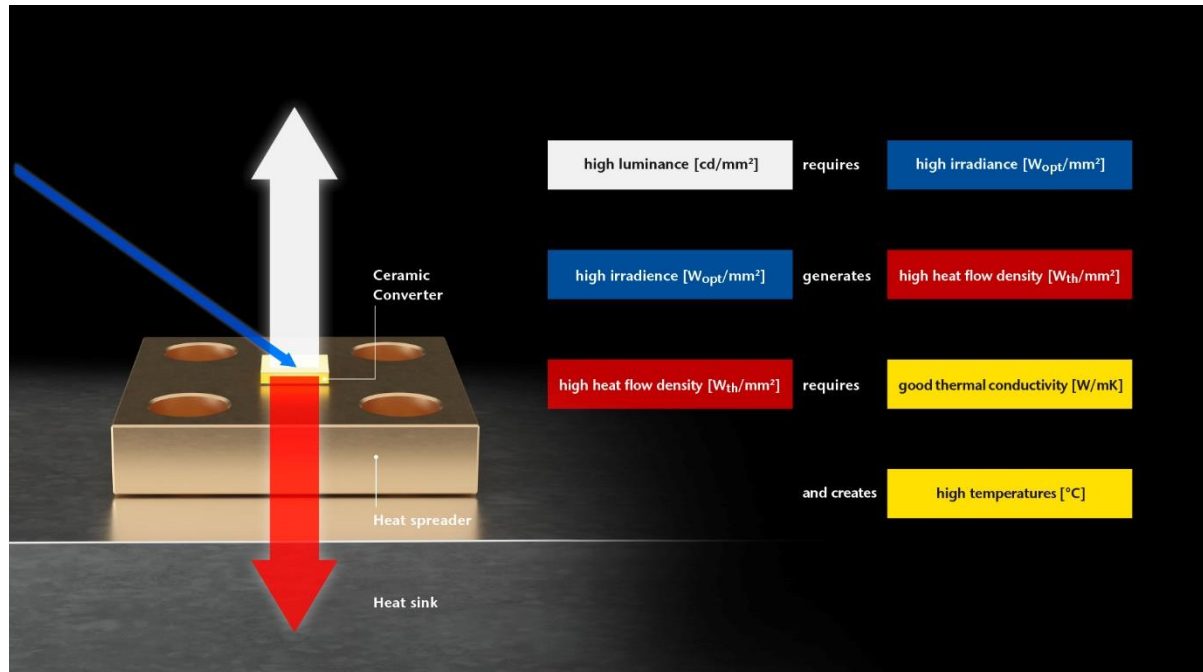 high luminance [cd/mm²] requires high irradiance [Wopt/mm²]
high irradience [Wopt/mm²] generates high heat flow density [Wth/mm²]
high heat flow density [Wth/mm²] requires good thermal conductivity [W/mK]
and creates high temperatures [°C]
Ceramic
Converter
Heat spreader
Heat sink